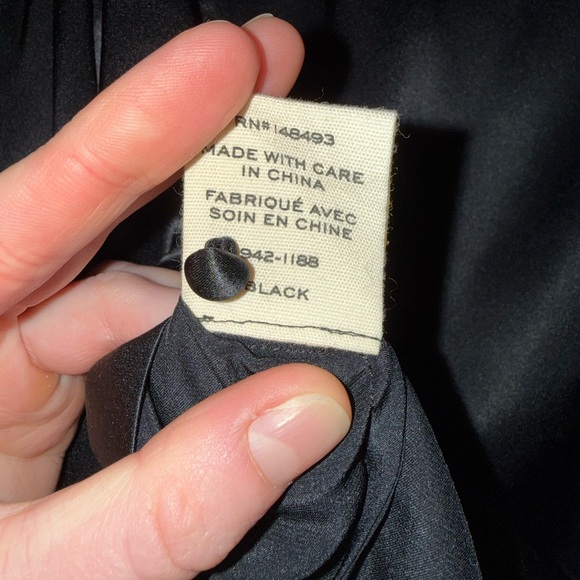 RN# 148493
MADE WITH CARE
IN CHINA
FABRIQUÉ AVEC
SOIN EN CHINE
942-1188
BLACK